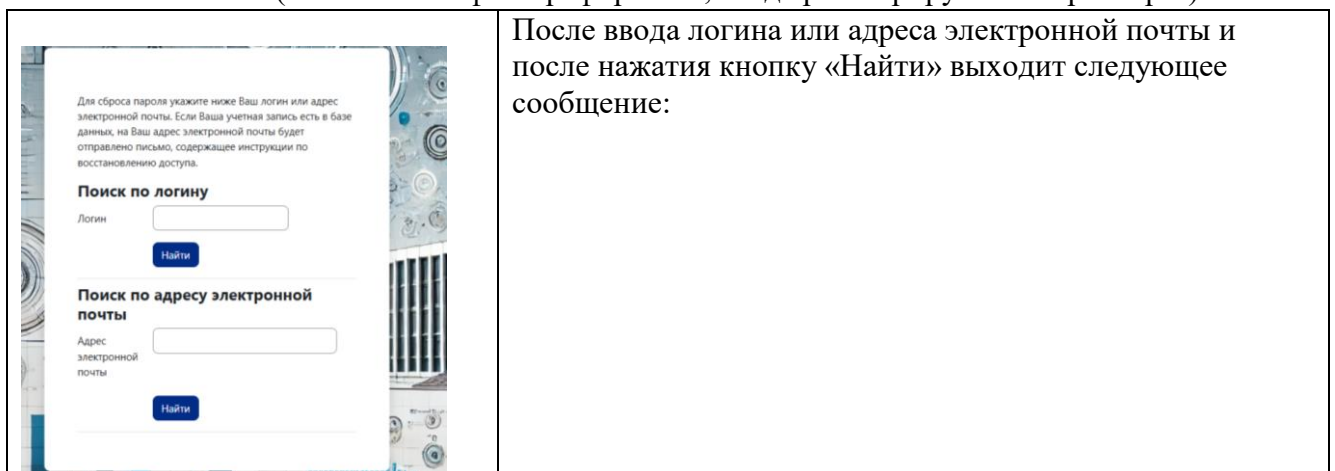 После ввода логина или адреса электронной почты и
после нажатия кнопку «Найти» выходит следующее
сообщение:
Для сброса пароля укажите ниже Ваш логин или адрес
электронной почты. Если Ваша учетная запись есть в базе
данных, на Ваш адрес электронной почты будет
отправлено письмо, содержащее инструкции по
восстановлению доступа.
Поиск по логину
Логин
Найти
Поиск по адресу электронной
почты
Адрес
электронной
почты
Найти